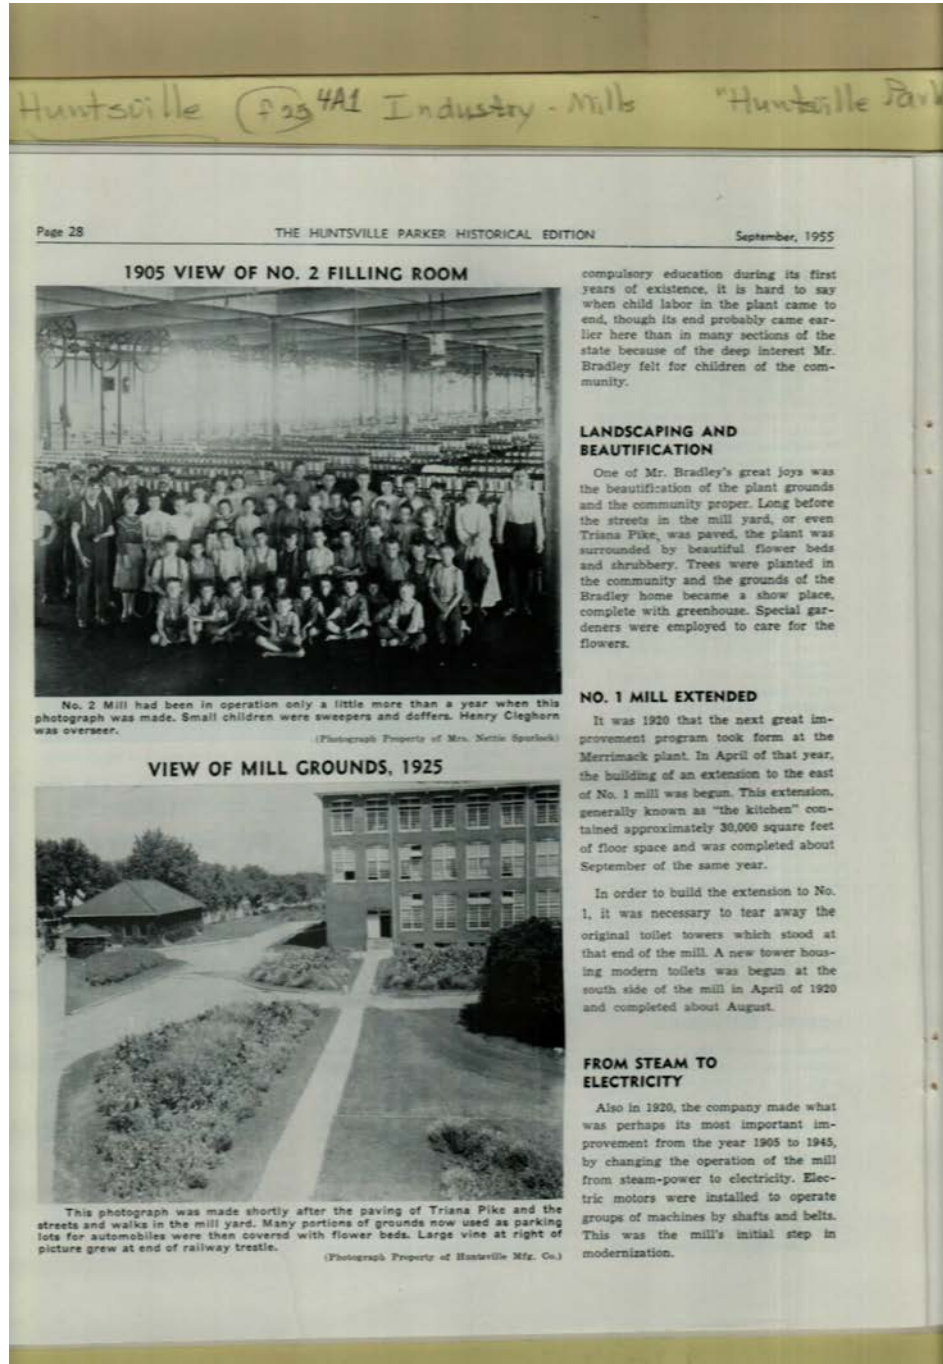 Huntsville f 29 4A1 Industry - Mills "Huntsville Park
Page 28 THE HUNTSVILLE PARKER HISTORICAL EDITION September, 1955
1905 VIEW OF NO. 2 FILLING ROOM
No. 2 Mill had been in operation only a little more than a year when this
photograph was made. Small children were sweepers and doffers. Henry Cleghorn
was overseer.
(Photograph Property of Mrs. Nettie Spurlock)
VIEW OF MILL GROUNDS, 1925
This photograph was made shortly after the paving of Triana Pike and the
streets and walks in the mill yard. Many portions of grounds now used as parking
lots for automobiles were then covered with flower beds. Large vine at right of
picture grew at end of railway trestle.
(Photograph Property of Huntsville Mfg. Co.)
compulsory education during its first
years of existence, it is hard to say
when child labor in the plant came to
end, though its end probably came ear-
lier here than in many sections of the
state because of the deep interest Mr.
Bradley felt for children of the com-
munity.
LANDSCAPING AND
BEAUTIFICATION
One of Mr. Bradley's great joys was
the beautification of the plant grounds
and the community proper. Long before
the streets in the mill yard, or even
Triana Pike, was paved, the plant was
surrounded by beautiful flower beds
and shrubbery. Trees were planted in
the community and the grounds of the
Bradley home became a show place,
complete with greenhouse. Special gar-
deners were employed to care for the
flowers.
NO. 1 MILL EXTENDED
It was 1920 that the next great im-
provement program took form at the
Merrimack plant. In April of that year,
the building of an extension to the east
of No. 1 mill was begun. This extension,
generally known as "the kitchen" con-
tained approximately 30,000 square feet
of floor space and was completed about
September of the same year.
In order to build the extension to No.
1, it was necessary to tear away the
original toilet towers which stood at
that end of the mill. A new tower hous-
ing modern toilets was begun at the
south side of the mill in April of 1920
and completed about August.
FROM STEAM TO
ELECTRICITY
Also in 1920, the company made what
was perhaps its most important im-
provement from the year 1905 to 1945,
by changing the operation of the mill
from steam-power to electricity. Elec-
tric motors were installed to operate
groups of machines by shafts and belts.
This was the mill's initial step in
modernization.